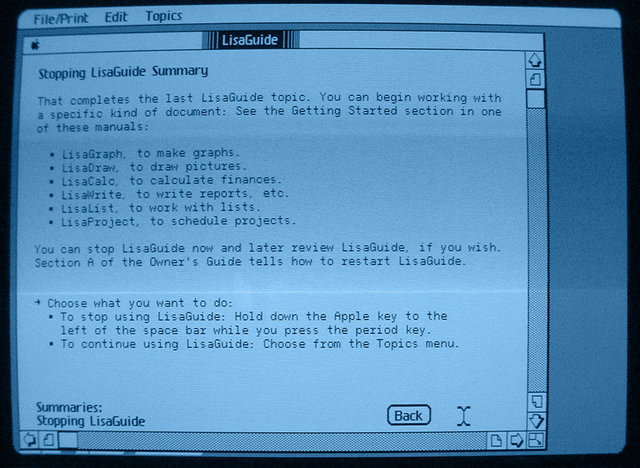 File/Print Edit Topics
LisaGuide
Stopping LisaGuide Summary
That completes the last LisaGuide topic. You can begin working with
a specific kind of document: See the Getting Started section in one
of these manuals:
▪ LisaGraph, to make graphs.
▪ LisaDraw, to draw pictures.
▪ LisaCalc, to calculate finances.
▪ LisaWrite, to write reports, etc.
▪ LisaList, to work with lists.
▪ LisaProject, to schedule projects.
You can stop LisaGuide now and later review LisaGuide, if you wish.
Section A of the Owner's Guide tells how to restart LisaGuide.
→ Choose what you want to do:
▪ To stop using LisaGuide: Hold down the Apple key to the
left of the space bar while you press the period key.
▪ To continue using LisaGuide: Choose from the Topics menu.
Summaries:
Stopping LisaGuide
Back